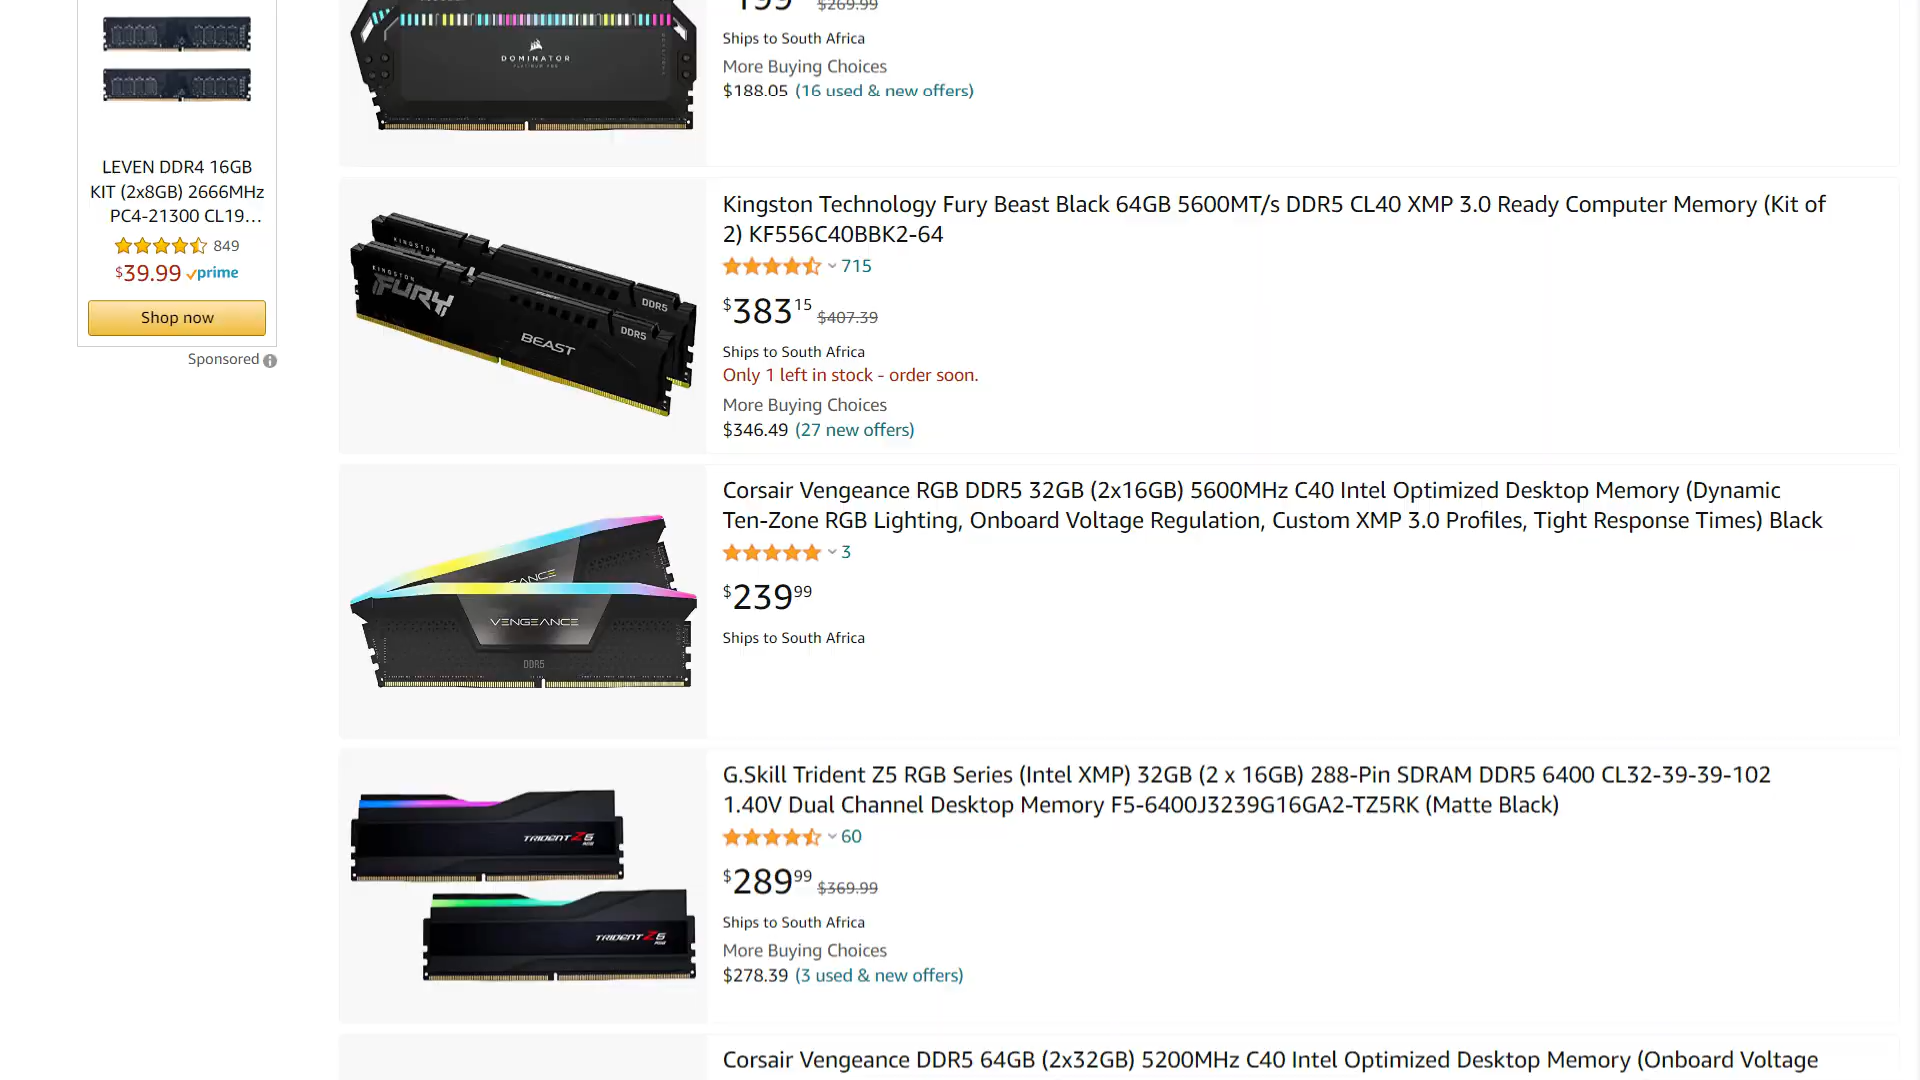 LEVEN DDR4 16GB
KIT (2x8GB) 2666MHz
PC4-21300 CL19...
849
$39.99 prime
Shop now
Sponsored
DOMINATOR
$269.99
Ships to South Africa
More Buying Choices
$188.05 (16 used & new offers)
KINGSTON
KINGSTON
FURY
BEAST
DDR5
DDR5
Kingston Technology Fury Beast Black 64GB 5600MT/s DDR5 CL40 XMP 3.0 Ready Computer Memory (Kit of
2) KF556C40BBK2-64
715
$383.15 $407.39
Ships to South Africa
Only 1 left in stock - order soon.
More Buying Choices
$346.49 (27 new offers)
VENGEANCE
DDR5
Corsair Vengeance RGB DDR5 32GB (2x16GB) 5600MHz C40 Intel Optimized Desktop Memory (Dynamic
Ten-Zone RGB Lighting, Onboard Voltage Regulation, Custom XMP 3.0 Profiles, Tight Response Times) Black
3
$239.99
Ships to South Africa
TRIDENT Z5
TRIDENT Z5
G.Skill Trident Z5 RGB Series (Intel XMP) 32GB (2 x 16GB) 288-Pin SDRAM DDR5 6400 CL32-39-39-102
1.40V Dual Channel Desktop Memory F5-6400J3239G16GA2-TZ5RK (Matte Black)
60
$289.99 $369.99
Ships to South Africa
More Buying Choices
$278.39 (3 used & new offers)
Corsair Vengeance DDR5 64GB (2x32GB) 5200MHz C40 Intel Optimized Desktop Memory (Onboard Voltage